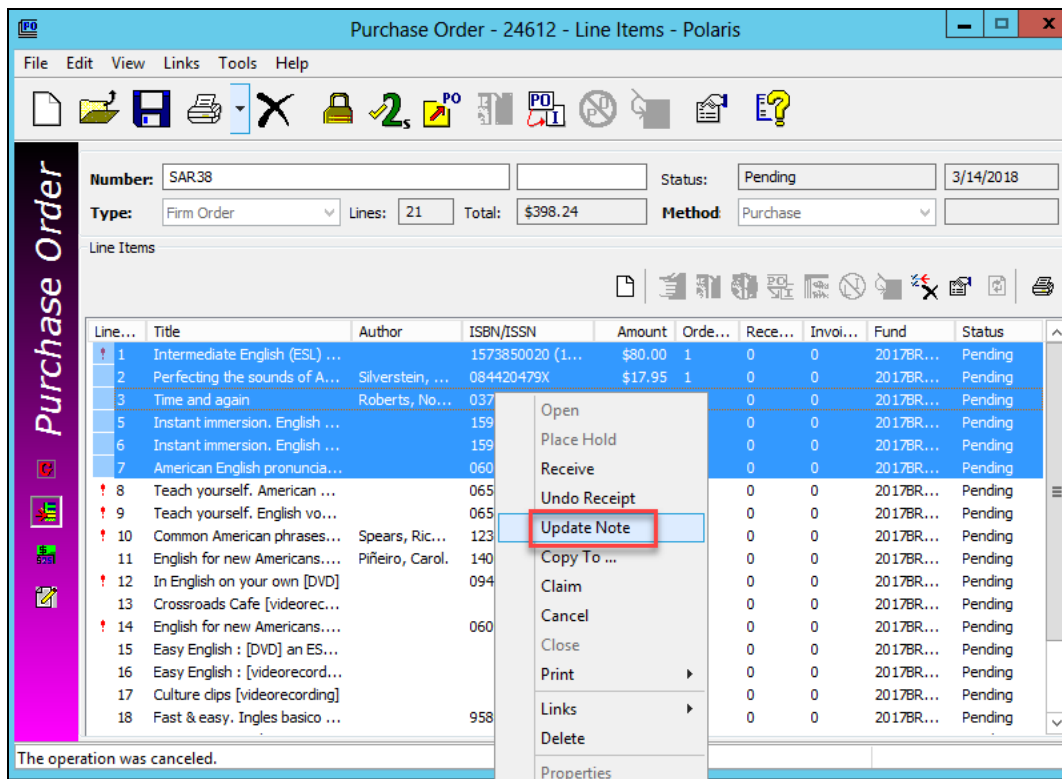 Purchase Order - 24612 - Line Items - Polaris
File Edit View Links Tools Help
Purchase Order
Number: SAR38 Status: Pending 3/14/2018
Type: Firm Order Lines: 21 Total: $398.24 Method Purchase
Line Items
Line... Title Author ISBN/ISSN Amount Orde... Rece... Invoi... Fund Status
1 Intermediate English (ESL) ... 1573850020 (1... $80.00 1 0 0 2017BR... Pending
2 Perfecting the sounds of A... Silverstein, ... 084420479X $17.95 1 0 0 2017BR... Pending
3 Time and again Roberts, No... 037 0 0 2017BR... Pending
5 Instant immersion. English ... 159 0 0 2017BR... Pending
6 Instant immersion. English ... 159 0 0 2017BR... Pending
7 American English pronuncia... 060 0 0 2017BR... Pending
8 Teach yourself. American ... 065 0 0 2017BR... Pending
9 Teach yourself. English vo... 065 0 0 2017BR... Pending
10 Common American phrases... Spears, Ric... 123 0 0 2017BR... Pending
11 English for new Americans.... Piñeiro, Carol. 140 0 0 2017BR... Pending
12 In English on your own [DVD] 094 0 0 2017BR... Pending
13 Crossroads Cafe [videorec... 0 0 2017BR... Pending
14 English for new Americans.... 060 0 0 2017BR... Pending
15 Easy English : [DVD] an ES... 0 0 2017BR... Pending
16 Easy English : [videorecord... 0 0 2017BR... Pending
17 Culture clips [videorecording] 0 0 2017BR... Pending
18 Fast & easy. Ingles basico ... 958 0 0 2017BR... Pending
Open
Place Hold
Receive
Undo Receipt
Update Note
Copy To ...
Claim
Cancel
Close
Print
Links
Delete
Properties
The operation was canceled.